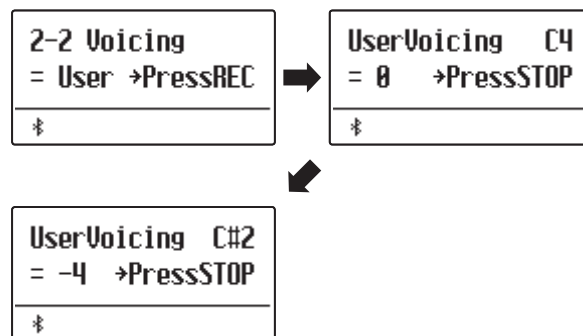 2-2 Voicing
= User →PressREC
UserVoicing C4
= 0 →PressSTOP
UserVoicing C#2
= -4 →PressSTOP